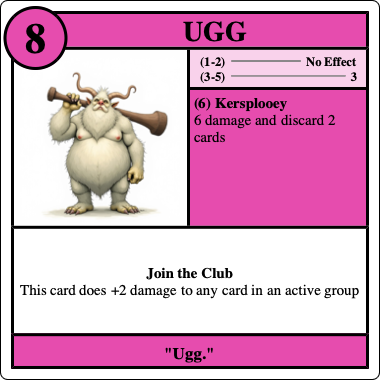 8
UGG
(1-2) No Effect
(3-5) 3
(6) Kersplooey
6 damage and discard 2
cards
Join the Club
This card does +2 damage to any card in an active group
"Ugg."